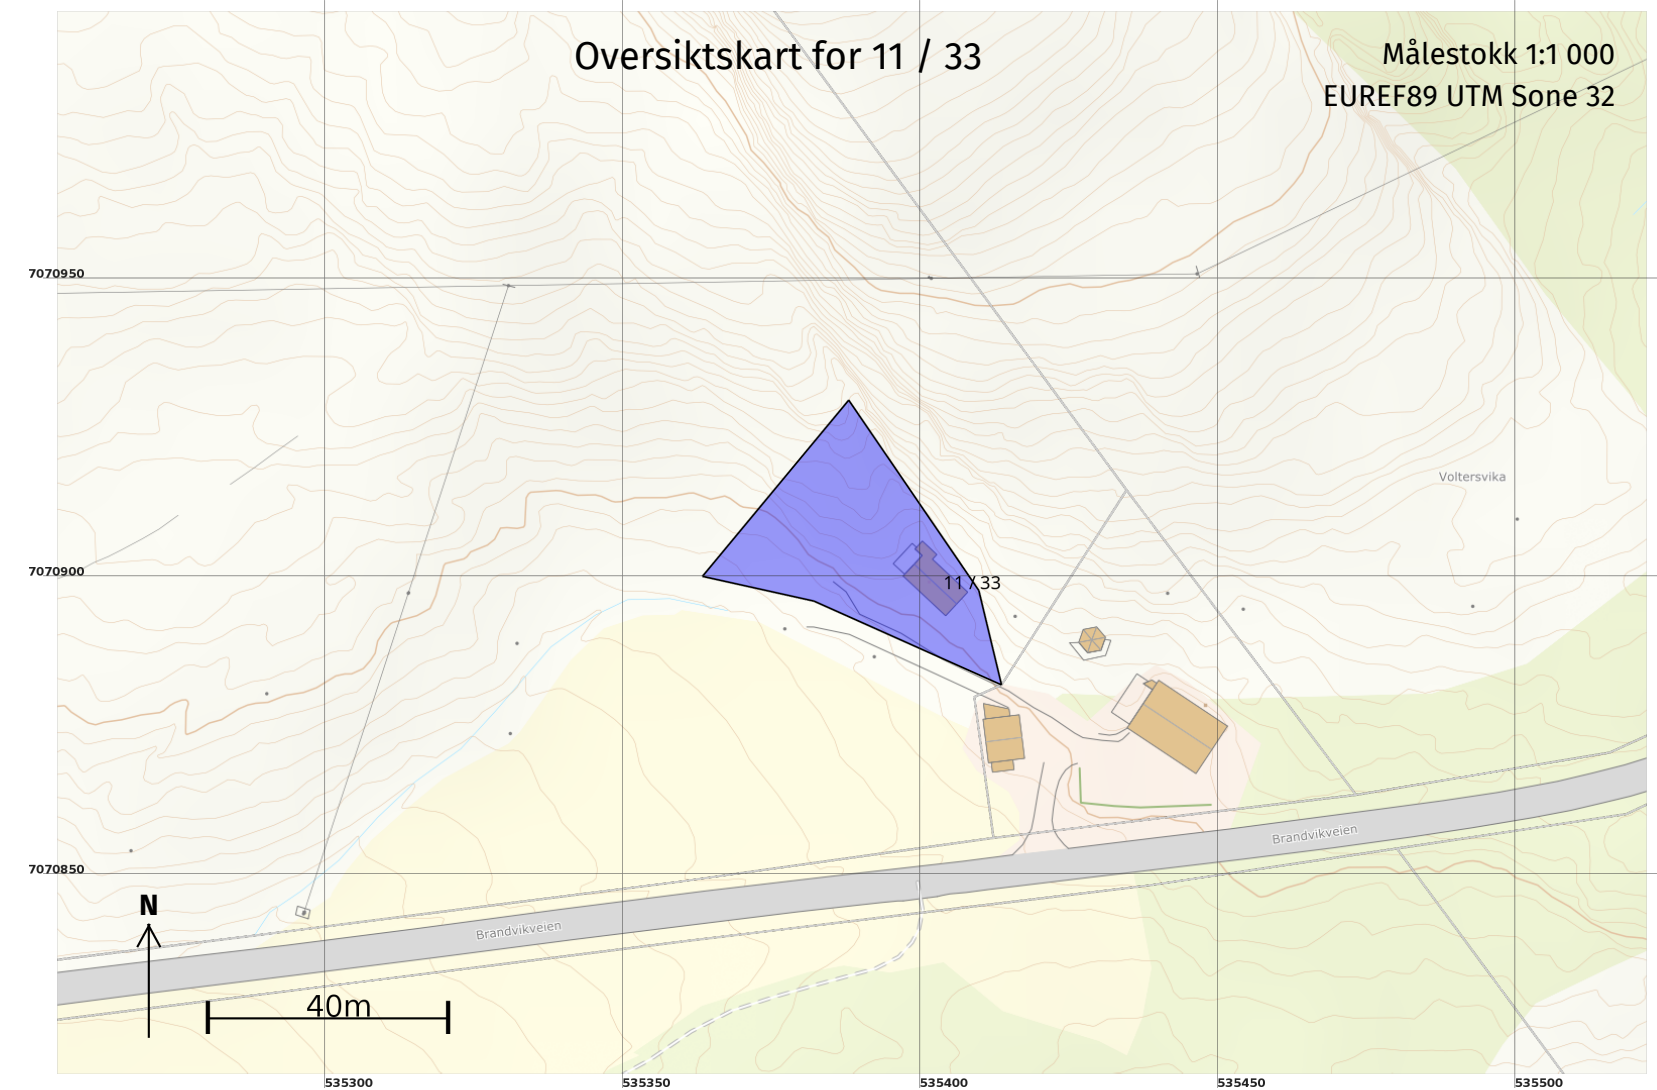 Oversiktskart for 11 / 33
Målestokk 1:1 000
EUREF89 UTM Sone 32
7070950
Voltersvika
7070900
11 / 33
Brandvikveien
7070850
N
Brandvikveien
40m
535300
535350
535400
535450
535500